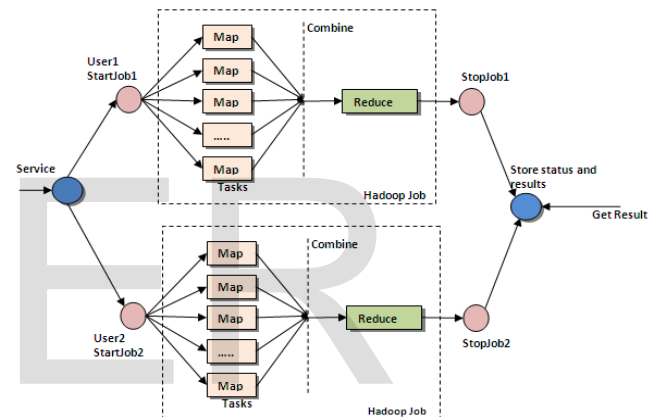 Map
Combine
User1
StartJob1
Map
StopJob1
Map
Reduce
.....
Service
Map
Store status and
results
Tasks
Hadoop Job
Get Result
Map
Combine
Map
Map
Reduce
User2
StartJob2
.....
StopJob2
Map
Tasks
Hadoop Job
ER